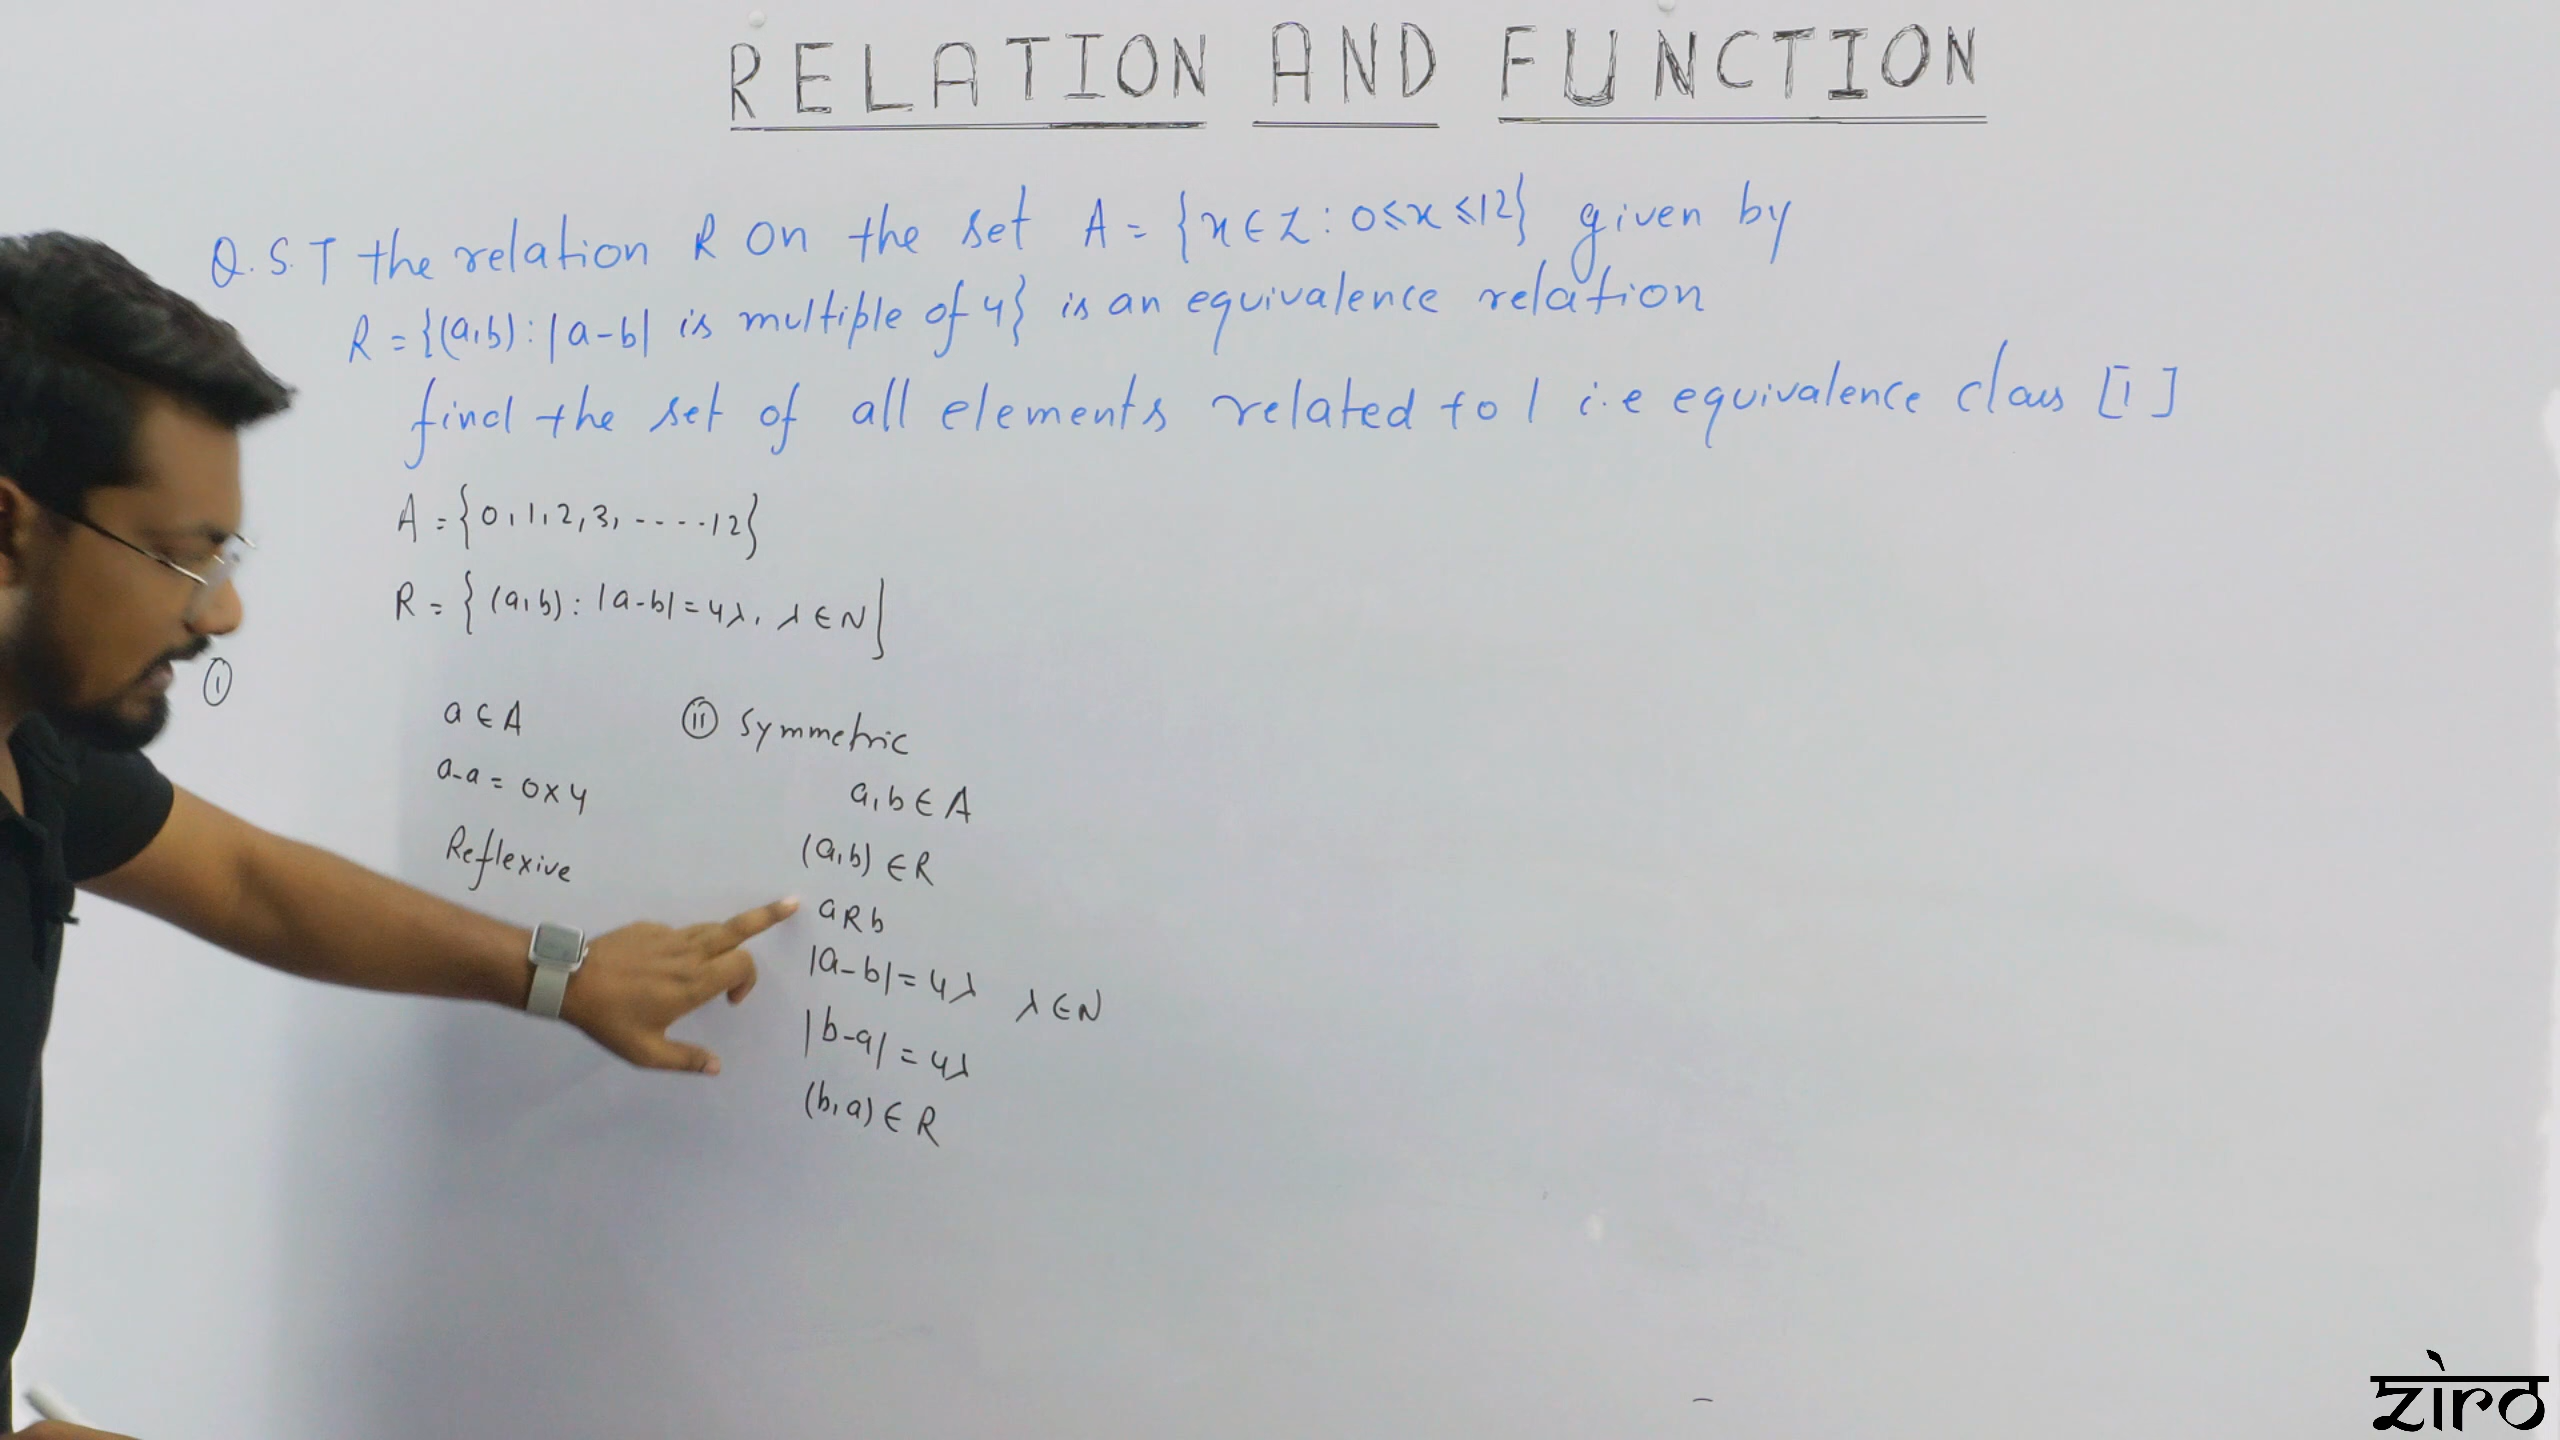 RELATION AND FUNCTION
Q. S.T the relation R on the set A = {x ∈ Z : 0 ≤ x ≤ 12} given by
R = {(a,b) : |a-b| is multiple of 4} is an equivalence relation
find the set of all elements related to 1 i.e equivalence class [1]
A = {0, 1, 2, 3, - - - - 12}
R = {(a,b) : |a-b| = 4λ, λ ∈ N}
(i)
a ∈ A
a-a = 0x4
Reflexive
(ii) Symmetric
a, b ∈ A
(a,b) ∈ R
aRb
|a-b| = 4λ λ ∈ N
|b-a| = 4λ
(b,a) ∈ R
ziro